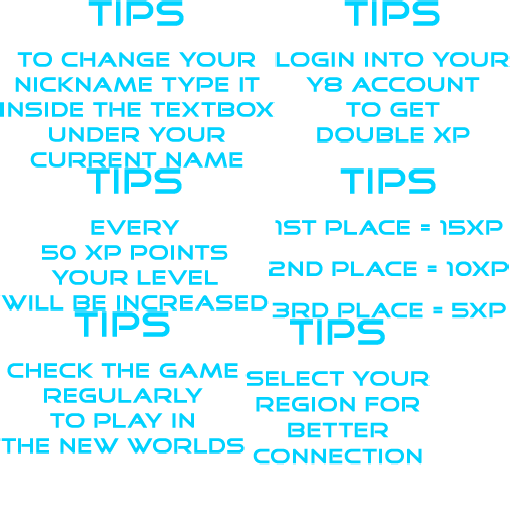 TIPS
TO CHANGE YOUR
NICKNAME TYPE IT
INSIDE THE TEXTBOX
UNDER YOUR
CURRENT NAME
TIPS
LOGIN INTO YOUR
Y8 ACCOUNT
TO GET
DOUBLE XP
TIPS
EVERY
50 XP POINTS
YOUR LEVEL
WILL BE INCREASED
TIPS
1ST PLACE = 15XP
2ND PLACE = 10XP
3RD PLACE = 5XP
TIPS
CHECK THE GAME
REGULARLY
TO PLAY IN
THE NEW WORLDS
TIPS
SELECT YOUR
REGION FOR
BETTER
CONNECTION